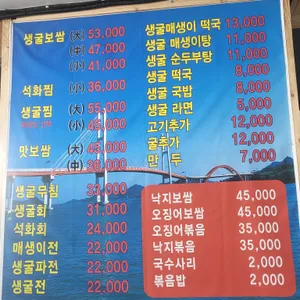 생굴보쌈 (大) 53,000
(中) 47,000
(小) 41,000
석화찜 (小) 36,000
생굴찜 (大) 55,000
(小) 45,000
맛보쌈 (大) 45,000
(中) 38,000
생굴무침 33,000
생굴회 31,000
석화회 24,000
매생이전 22,000
생굴파전 22,000
생굴전 22,000
생굴매생이 떡국 13,000
생굴 매생이탕 11,000
생굴 순두부탕 11,000
생굴 떡국 8,000
생굴 국밥 8,000
생굴 라면 5,000
고기추가 12,000
굴추가 12,000
만 두 7,000
낙지보쌈 45,000
오징어보쌈 45,000
오징어볶음 35,000
낙지볶음 35,000
국수사리 2,000
볶음밥 2,000